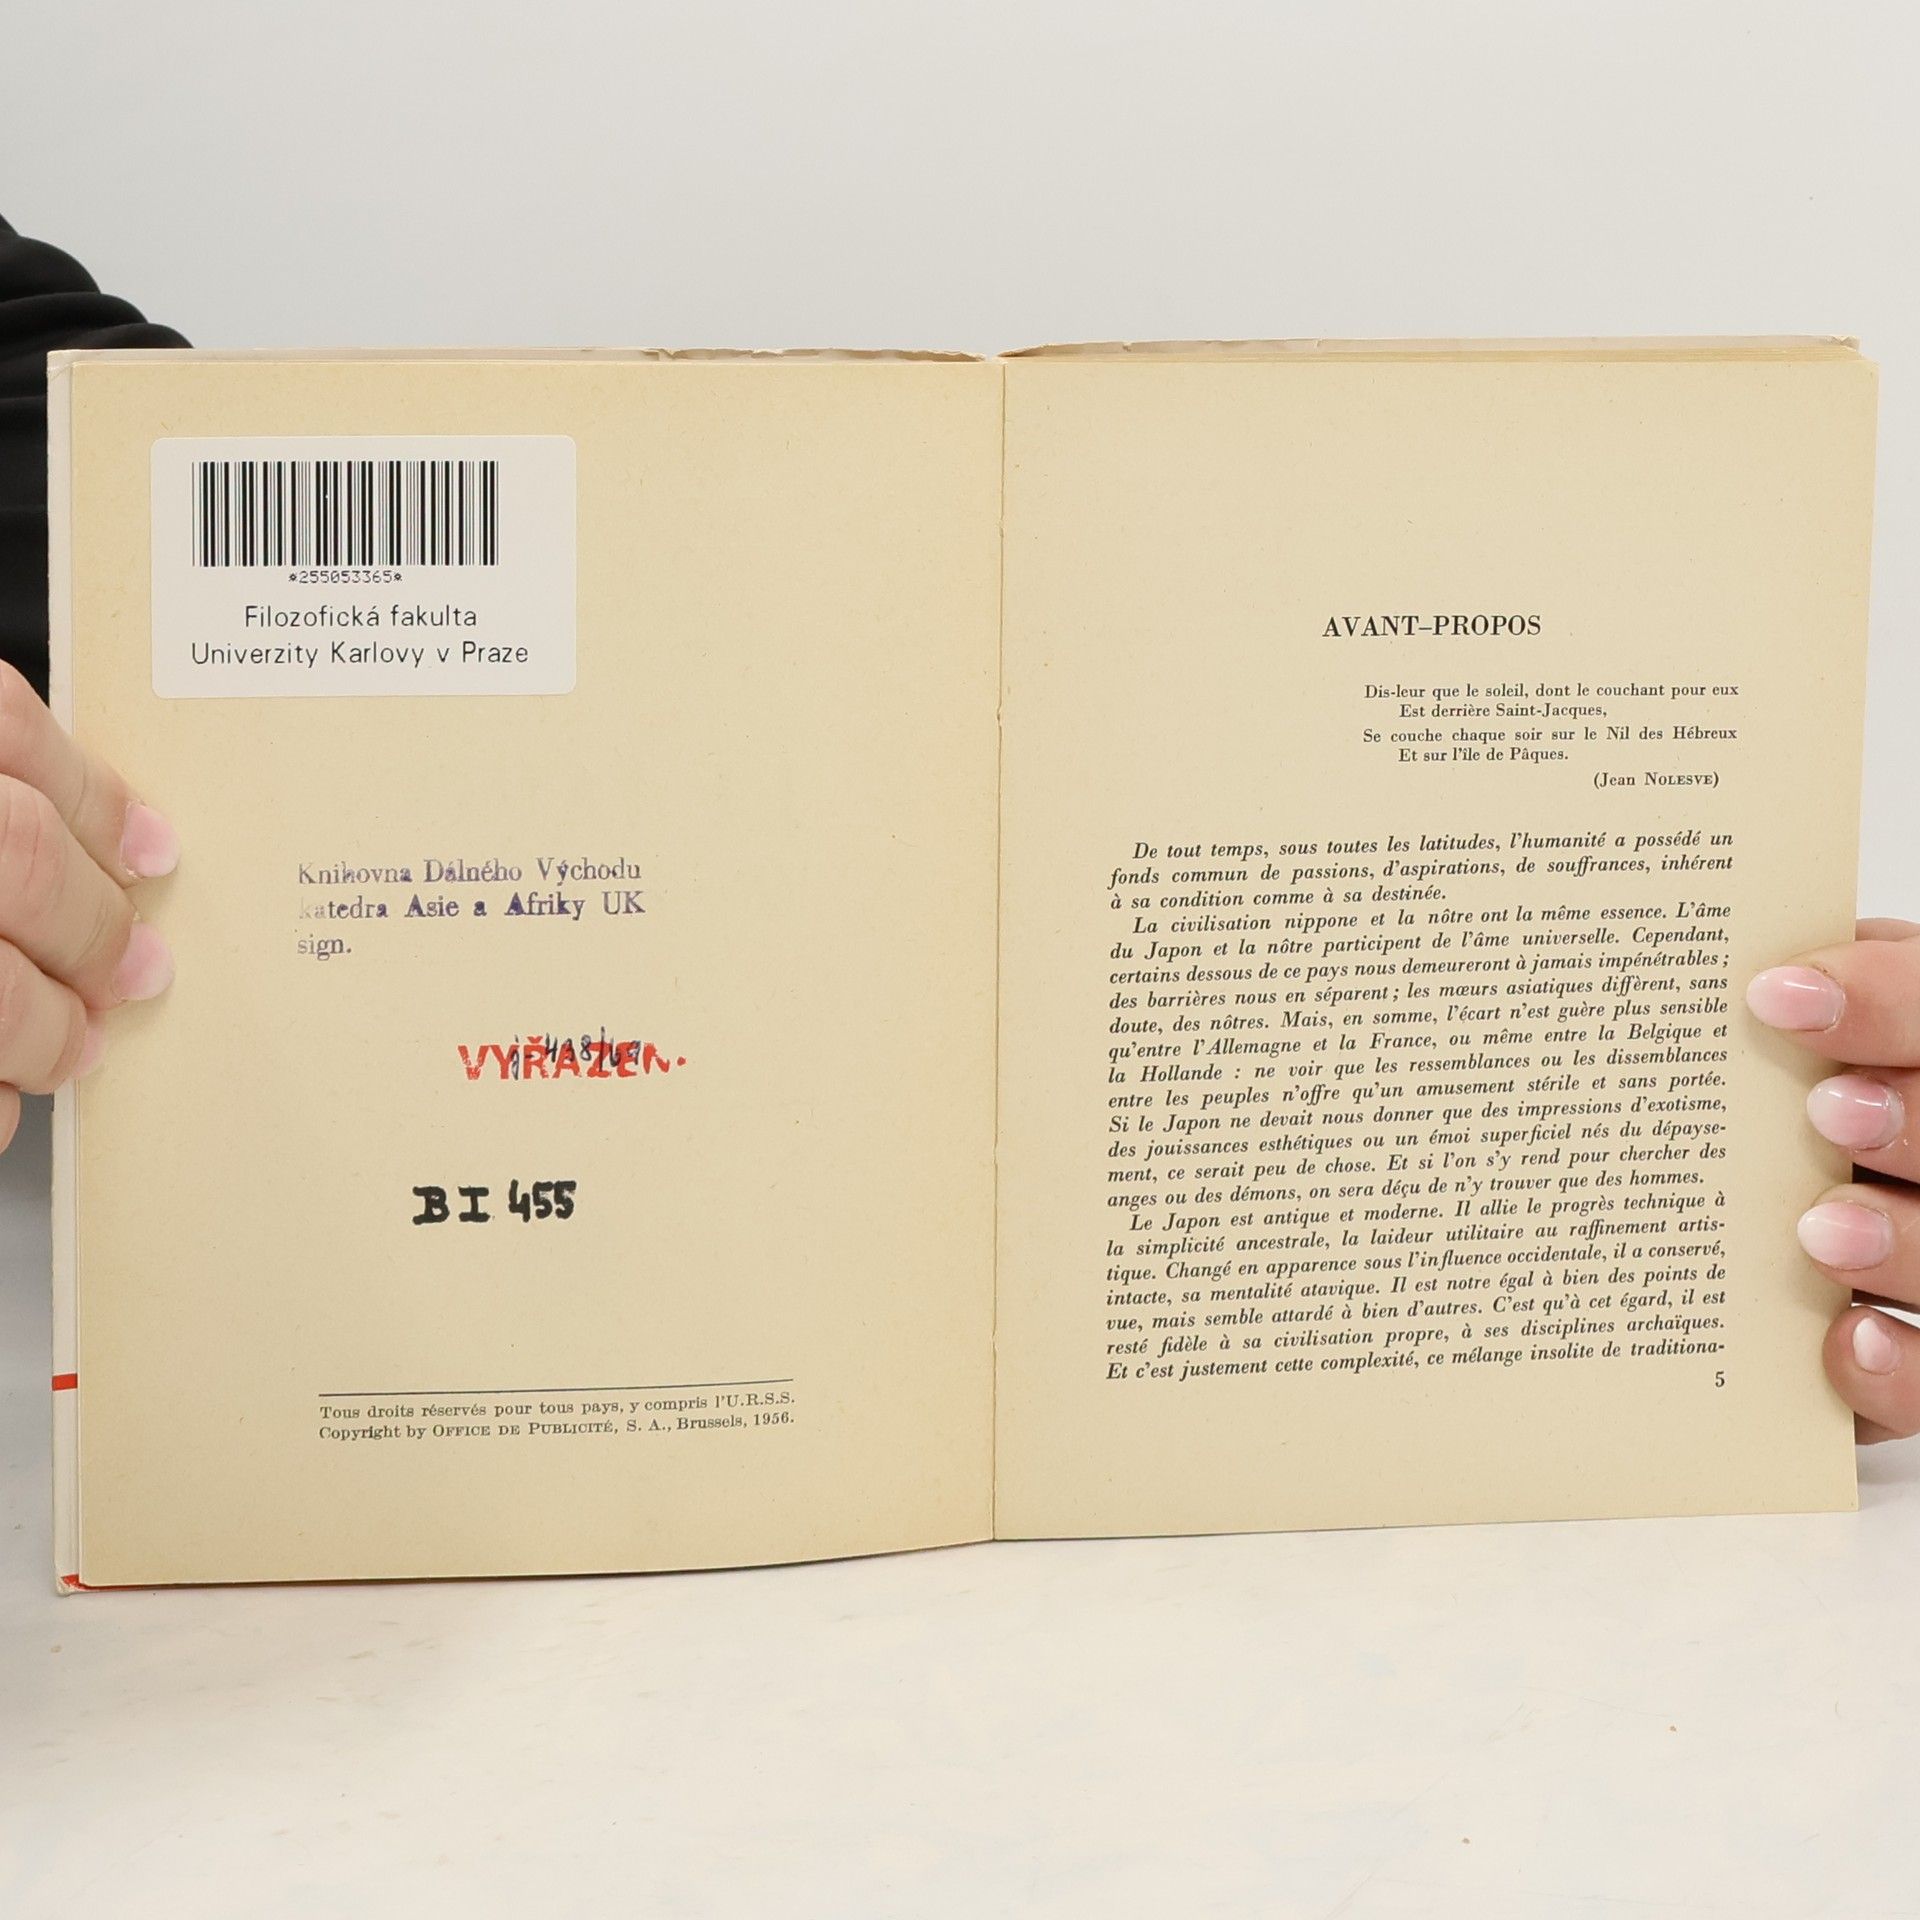 *255053365*
Filozofická fakulta
Univerzity Karlovy v Praze
Knihovna Dálného Východu
katedra Asie a Afriky UK
sign.
VYŘAZEN.
BI 455
Tous droits réservés pour tous pays, y compris l'U.R.S.S.
Copyright by OFFICE DE PUBLICITÉ, S. A., Brussels, 1956.
AVANT–PROPOS
Dis-leur que le soleil, dont le couchant pour eux
Est derrière Saint-Jacques,
Se couche chaque soir sur le Nil des Hébreux
Et sur l'île de Pâques.
(Jean NOLESVE)
De tout temps, sous toutes les latitudes, l'humanité a possédé un
fonds commun de passions, d'aspirations, de souffrances, inhérent
à sa condition comme à sa destinée.
La civilisation nippone et la nôtre ont la même essence. L'âme
du Japon et la nôtre participent de l'âme universelle. Cependant,
certains dessous de ce pays nous demeureront à jamais impénétrables ;
des barrières nous en séparent ; les mœurs asiatiques diffèrent, sans
doute, des nôtres. Mais, en somme, l'écart n'est guère plus sensible
qu'entre l'Allemagne et la France, ou même entre la Belgique et
la Hollande : ne voir que les ressemblances ou les dissemblances
entre les peuples n'offre qu'un amusement stérile et sans portée.
Si le Japon ne devait nous donner que des impressions d'exotisme,
des jouissances esthétiques ou un émoi superficiel nés du dépayse-
ment, ce serait peu de chose. Et si l'on s'y rend pour chercher des
anges ou des démons, on sera déçu de n'y trouver que des hommes.
Le Japon est antique et moderne. Il allie le progrès technique à
la simplicité ancestrale, la laideur utilitaire au raffinement artis-
tique. Changé en apparence sous l'influence occidentale, il a conservé,
intacte, sa mentalité atavique. Il est notre égal à bien des points de
vue, mais semble attardé à bien d'autres. C'est qu'à cet égard, il est
resté fidèle à sa civilisation propre, à ses disciplines archaïques.
Et c'est justement cette complexité, ce mélange insolite de traditiona-
5